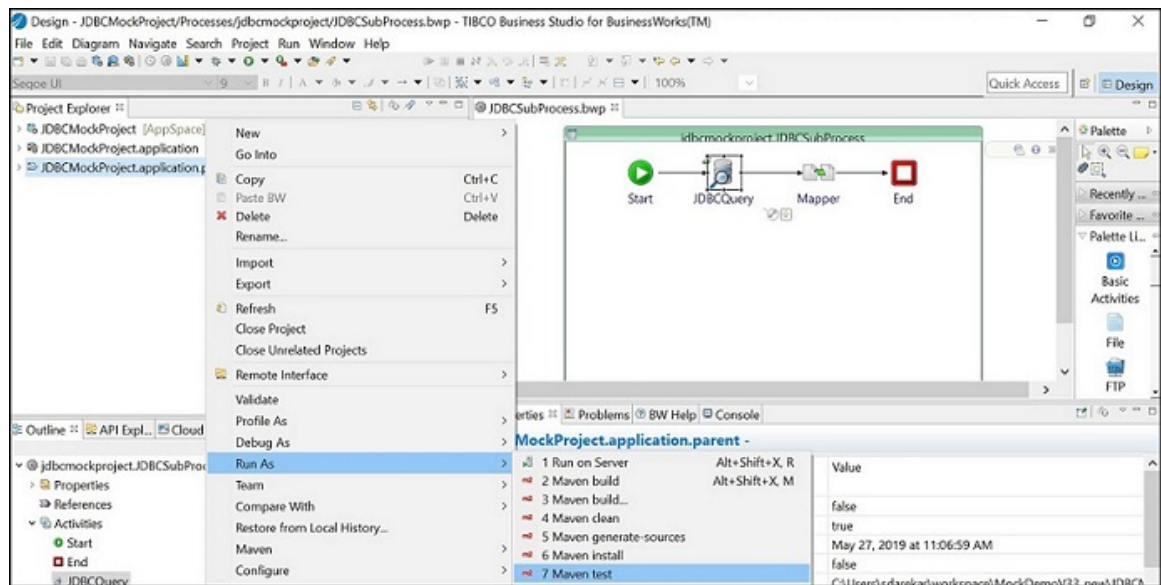 Design - JDBCMockProject/Processes/jdbcmockproject/JDBCSubProcess.bwp - TIBCO Business Studio for BusinessWorks(TM)
File Edit Diagram Navigate Search Project Run Window Help
Segoe UI 9 B I A 100% Quick Access Design
Project Explorer
JDBCSubProcess.bwp
JDBCMockProject [AppSpace]
JDBCMockProject.application
JDBCMockProject.application.p
New
Go Into
Copy Ctrl+C
Paste BW Ctrl+V
Delete Delete
Rename...
Import
Export
Refresh F5
Close Project
Close Unrelated Projects
Remote Interface
Validate
Profile As
Debug As
Run As
Team
Compare With
Restore from Local History...
Maven
Configure
jdbcmockproject.JDBCSubProcess
Start
JDBCQuery
Mapper
End
Palette
Recently ...
Favorite ...
Palette Li...
Basic
Activities
File
FTP
Outline API Expl... Cloud
jdbcmockproject.JDBCSubProc
Properties
References
Activities
Start
End
JDBCQuery
erties Problems BW Help Console
MockProject.application.parent -
1 Run on Server Alt+Shift+X, R
2 Maven build Alt+Shift+X, M
3 Maven build...
4 Maven clean
5 Maven generate-sources
6 Maven install
7 Maven test
Value
false
true
May 27, 2019 at 11:06:59 AM
false